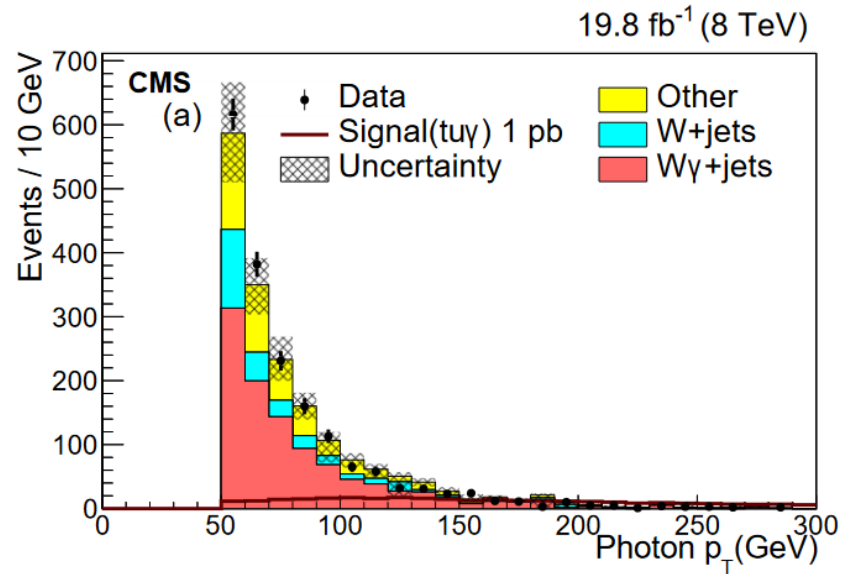 19.8 fb⁻¹ (8 TeV)
Events / 10 GeV
700
600
500
400
300
200
100
0
CMS
(a)
Data
Signal(tuγ) 1 pb
Uncertainty
Other
W+jets
Wγ+jets
0 50 100 150 200 250 300
Photon p_T(GeV)